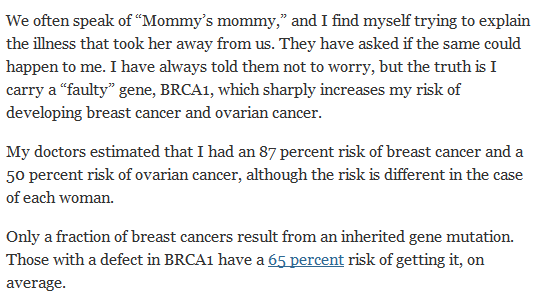 We often speak of “Mommy’s mommy,” and I find myself trying to explain
the illness that took her away from us. They have asked if the same could
happen to me. I have always told them not to worry, but the truth is I
carry a “faulty” gene, BRCA1, which sharply increases my risk of
developing breast cancer and ovarian cancer.
My doctors estimated that I had an 87 percent risk of breast cancer and a
50 percent risk of ovarian cancer, although the risk is different in the case
of each woman.
Only a fraction of breast cancers result from an inherited gene mutation.
Those with a defect in BRCA1 have a 65 percent risk of getting it, on
average.